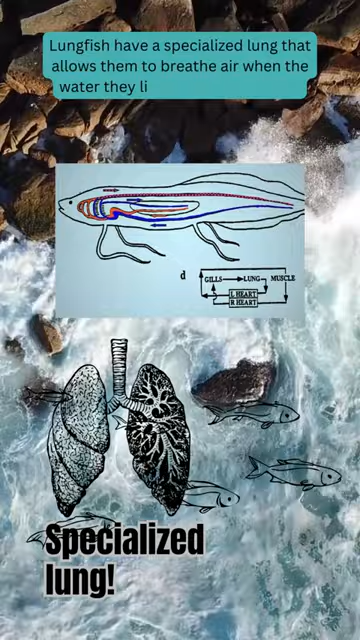 Lungfish have a specialized lung that
allows them to breathe air when the
water they li
d
GILLS LUNG MUSCLE
L HEART
R HEART
Specialized
lung!